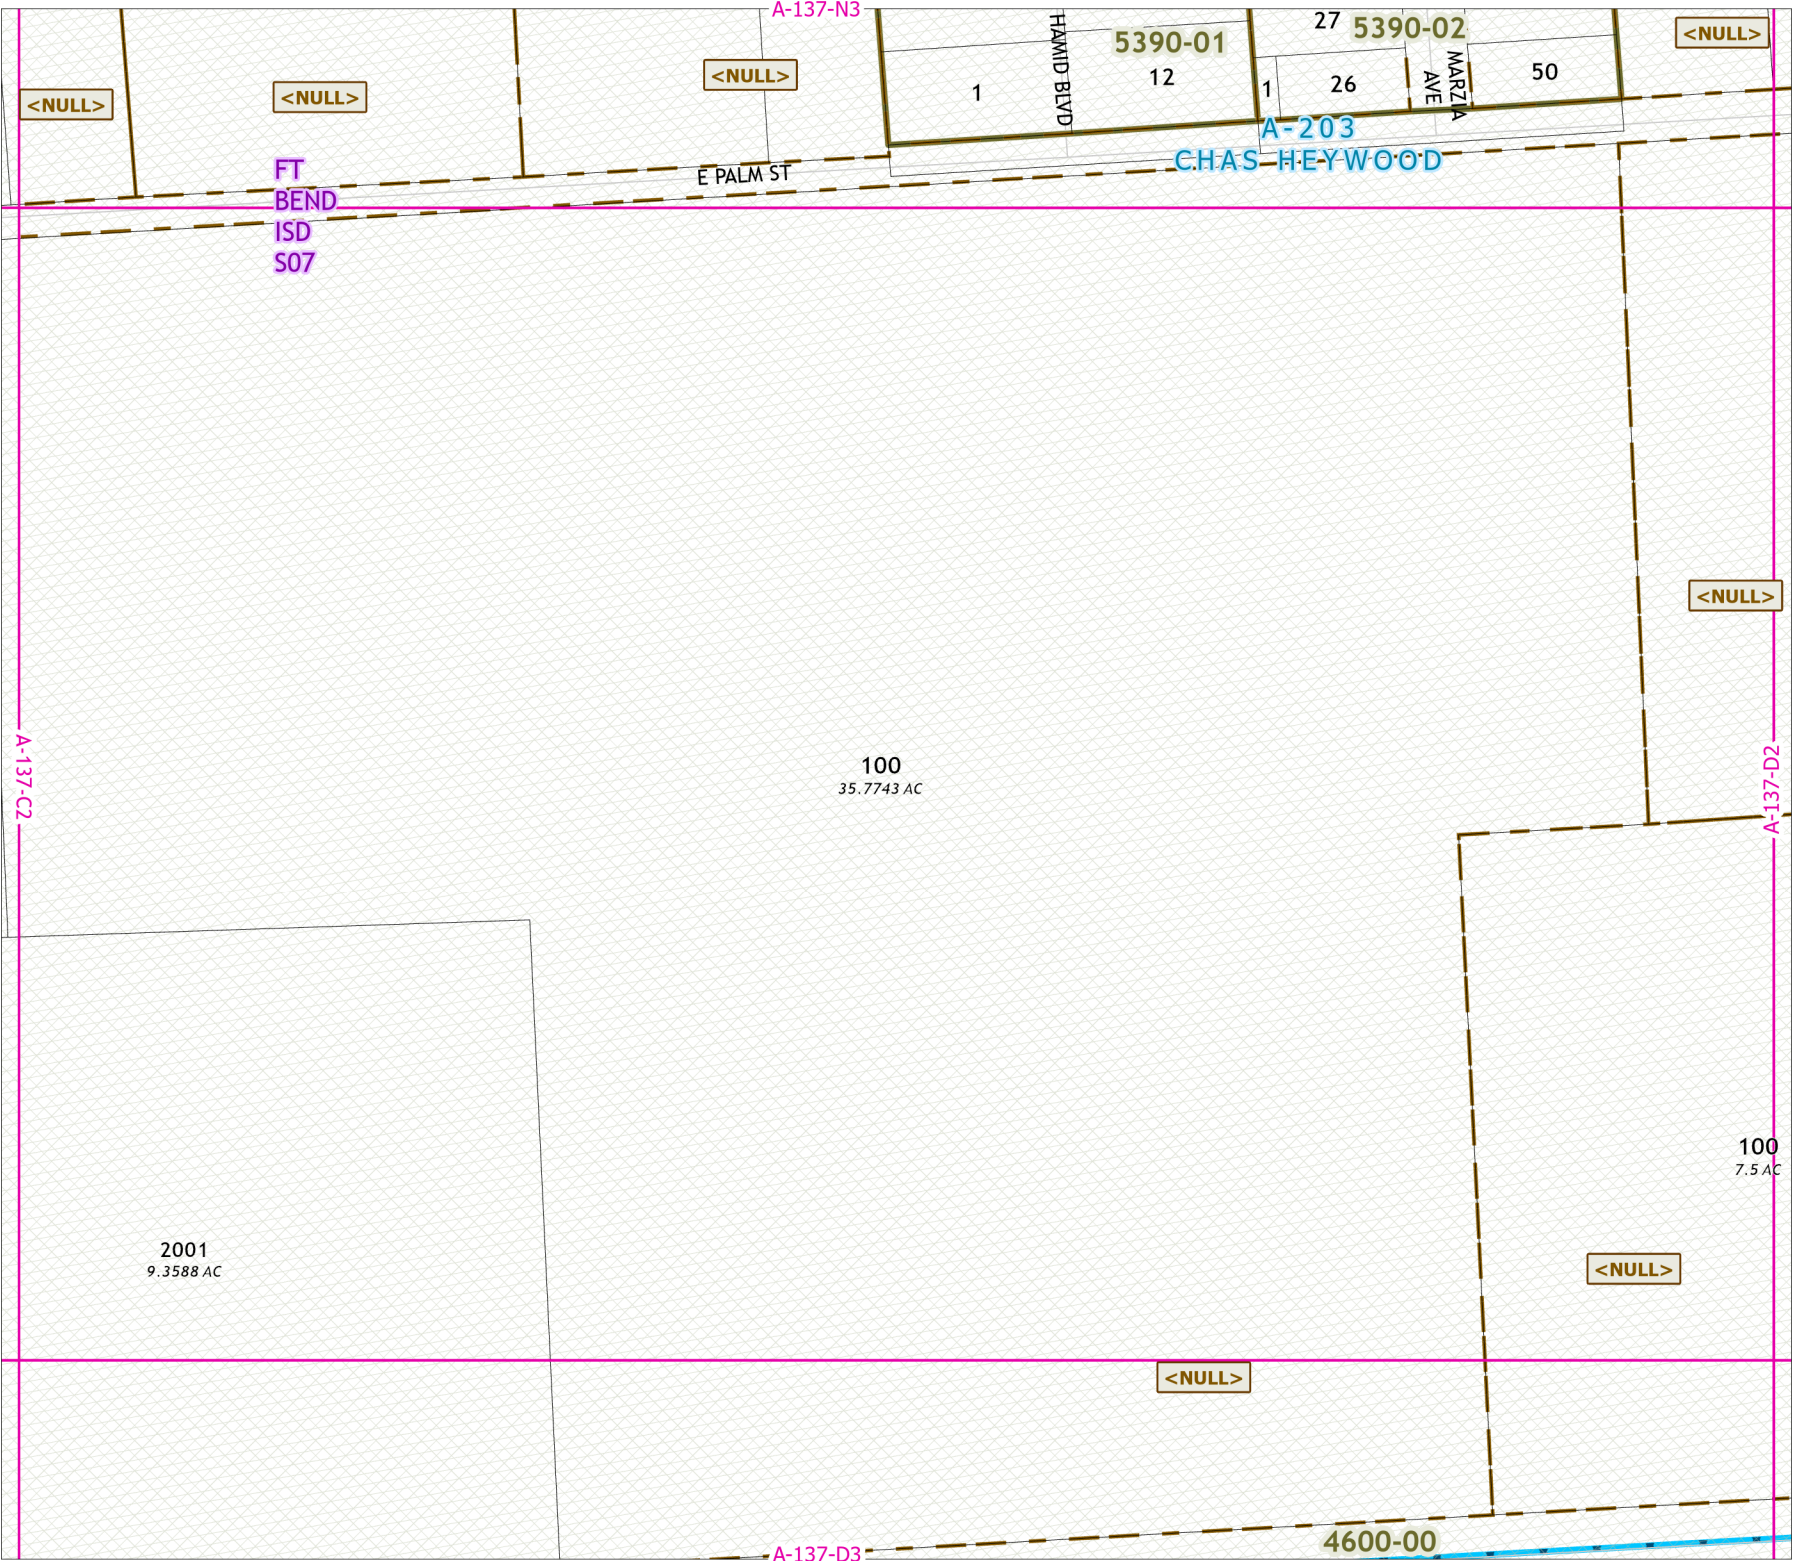 A-137-N3
27
5390-02
<NULL>
5390-01
HAMID BLVD
MARZIA
AVE
<NULL>
<NULL>
<NULL>
1
12
1
26
50
A-203
CHAS HEYWOOD
E PALM ST
FT
BEND
ISD
S07
<NULL>
A-137-C2
A-137-D2
100
35.7743 AC
100
7.5 AC
2001
9.3588 AC
<NULL>
<NULL>
4600-00
A-137-D3